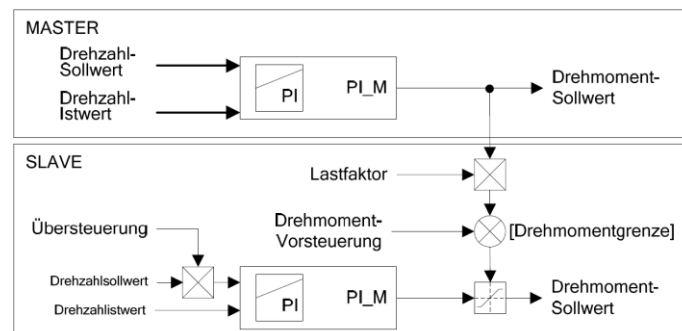 MASTER
Drehzahl-
Sollwert
Drehzahl-
Istwert
PI
PI_M
Drehmoment-
Sollwert
SLAVE
Lastfaktor
Übersteuerung
Drehmoment-
Vorsteuerung
[Drehmomentgrenze]
Drehzahlsollwert
Drehzahlistwert
PI
PI_M
Drehmoment-
Sollwert